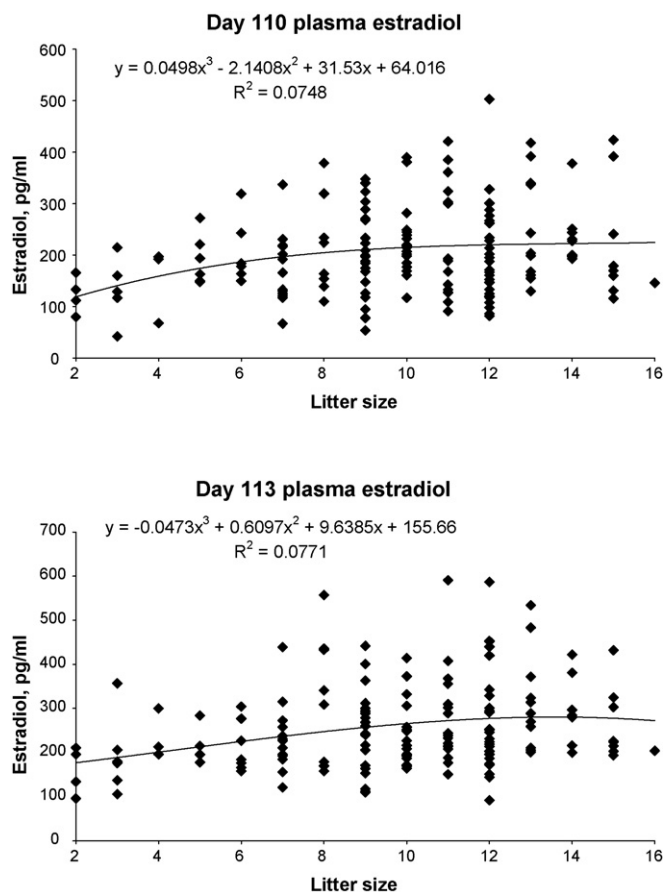 Day 110 plasma estradiol
y = 0.0498x³ - 2.1408x² + 31.53x + 64.016
R² = 0.0748
Estradiol, pg/ml
600
500
400
300
200
100
0
2 4 6 8 10 12 14 16
Litter size
Day 113 plasma estradiol
y = -0.0473x³ + 0.6097x² + 9.6385x + 155.66
R² = 0.0771
Estradiol, pg/ml
700
600
500
400
300
200
100
0
2 4 6 8 10 12 14 16
Litter size